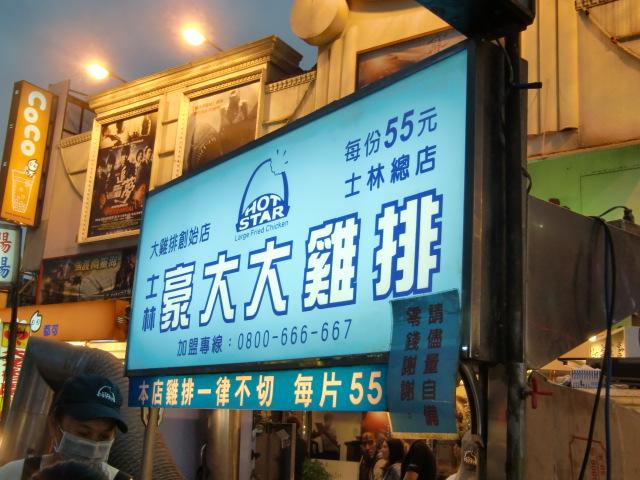 CoCo
每份55元
士林總店
HOT
STAR
Large Fried Chicken
大雞排創始店
士林
豪大大雞排
加盟專線：0800-666-667
本店雞排一律不切 每片55
請儘量自備
零錢謝謝
都可